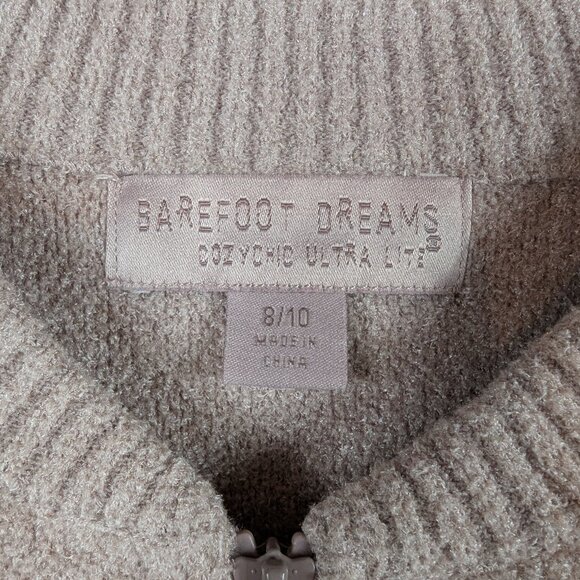 BAREFOOT DREAMS®
COZYCHIC ULTRA LITE®
8/10
MADE IN
CHINA